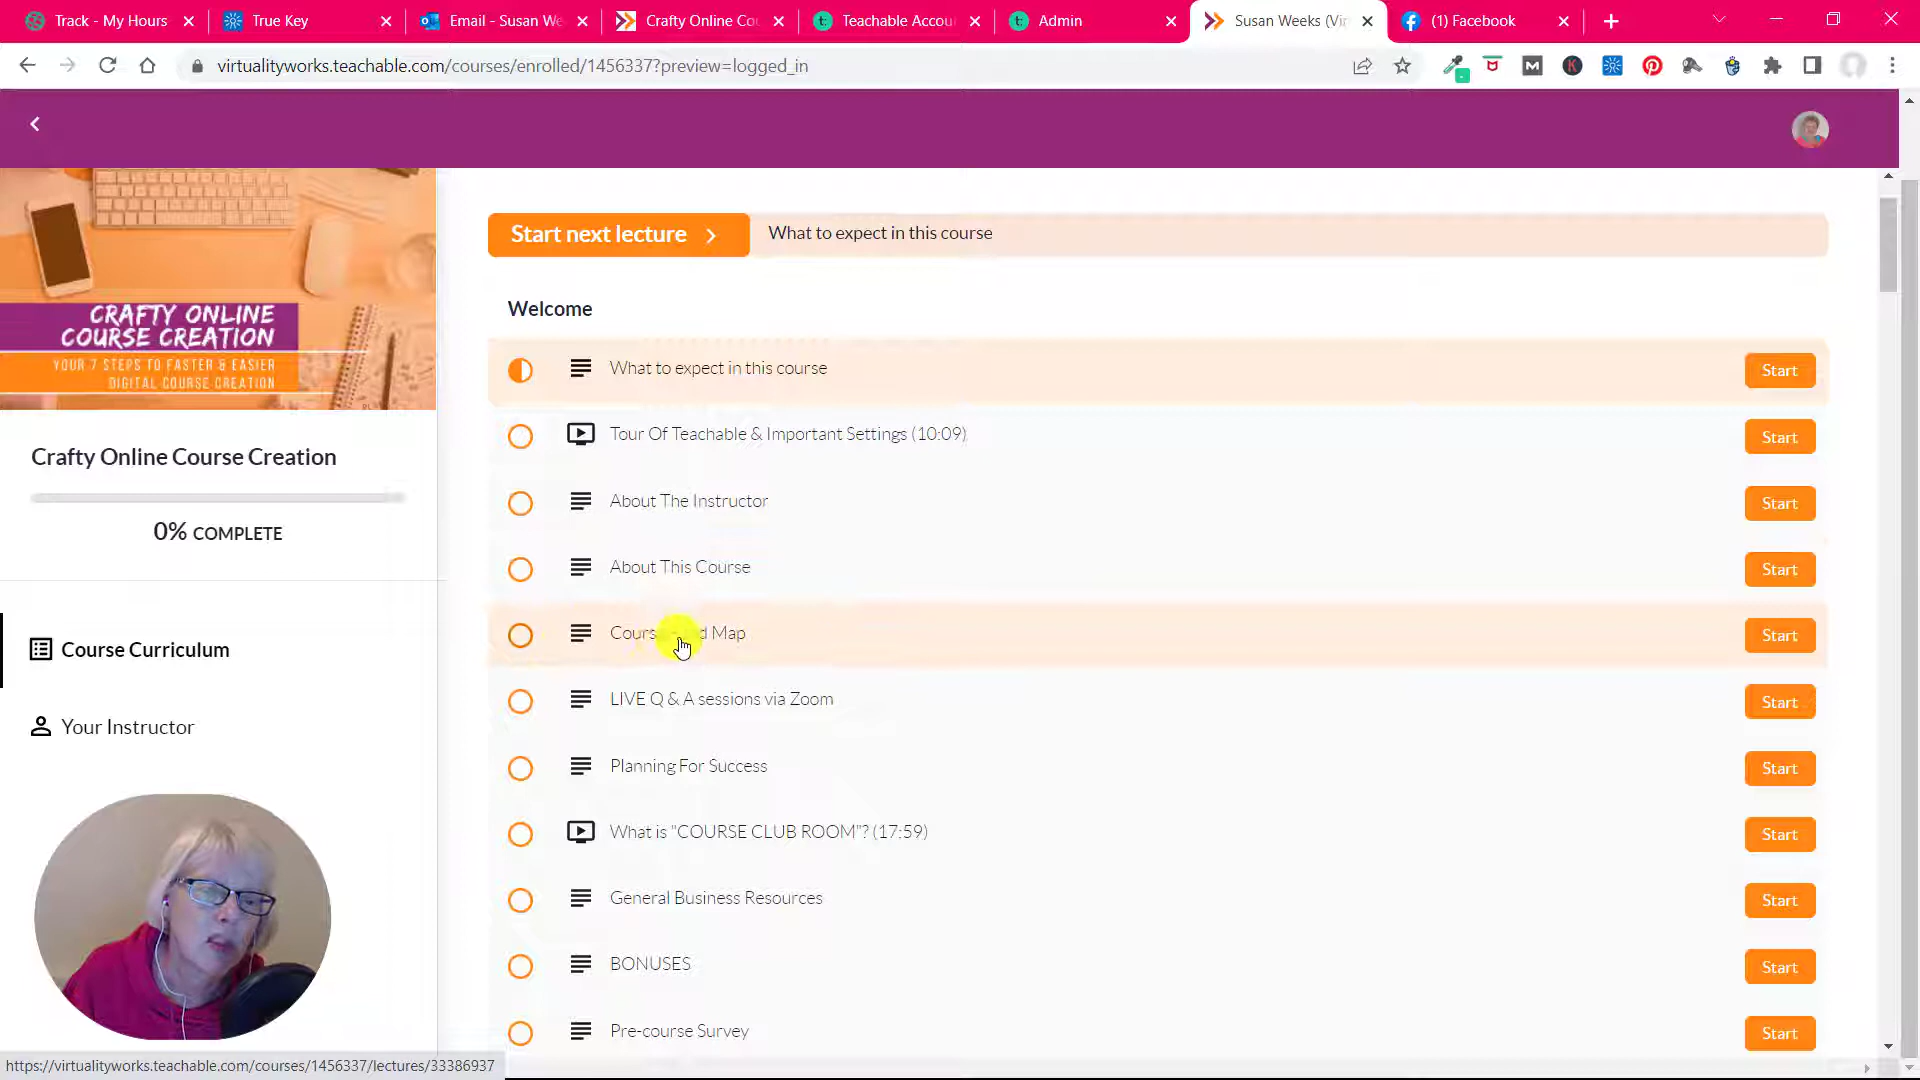 Track - My Hours
True Key
Email - Susan We
Crafty Online Cou
Teachable Accou
Admin
Susan Weeks (Vir
(1) Facebook
virtualityworks.teachable.com/courses/enrolled/1456337?preview=logged_in
CRAFTY ONLINE
COURSE CREATION
YOUR 7 STEPS TO FASTER & EASIER
DIGITAL COURSE CREATION
Crafty Online Course Creation
0% COMPLETE
Course Curriculum
Your Instructor
Start next lecture
What to expect in this course
Welcome
What to expect in this course Start
Tour Of Teachable & Important Settings (10:09) Start
About The Instructor Start
About This Course Start
Map Start
LIVE Q & A sessions via Zoom Start
Planning For Success Start
What is "COURSE CLUB ROOM"? (17:59) Start
General Business Resources Start
BONUSES Start
Pre-course Survey Start
https://virtualityworks.teachable.com/courses/1456337/lectures/33386937